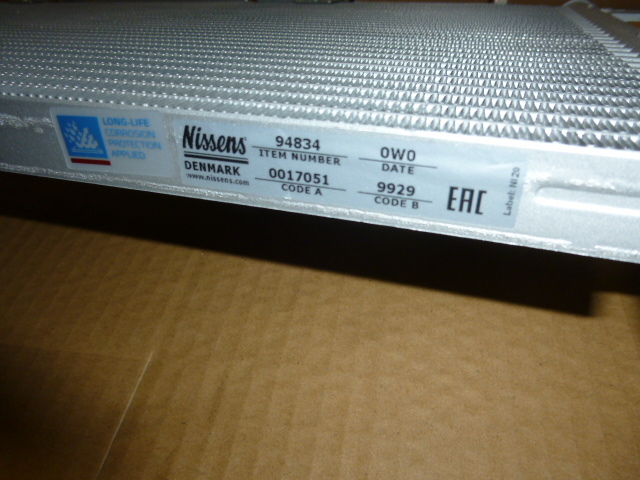 LONG-LIFE
CORROSION
PROTECTION
APPLIED
Nissens
DENMARK
www.nissens.com
94834
ITEM NUMBER
0W0
DATE
0017051
CODE A
9929
CODE B
EAC
Label: NI 20